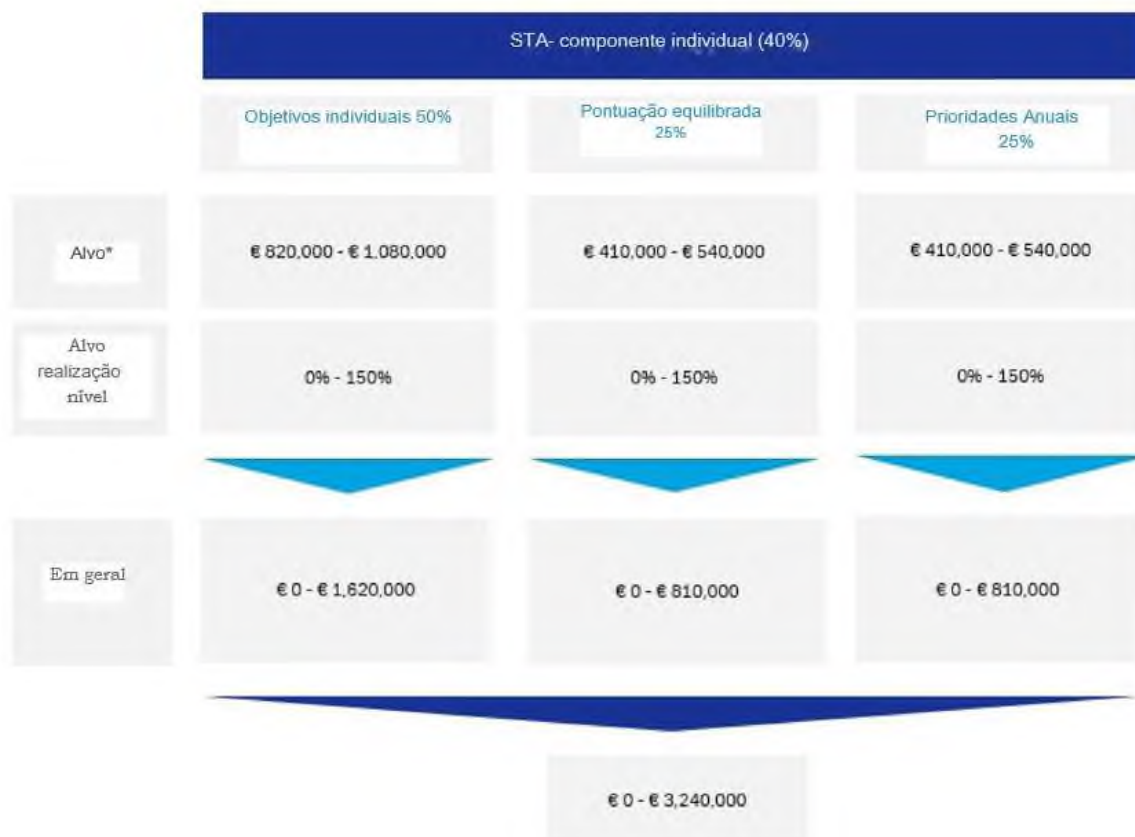 STA- componente individual (40%)
Objetivos individuais 50%
Pontuação equilibrada
25%
Prioridades Anuais
25%
Alvo*
€ 820,000 - € 1,080,000
€ 410,000 - € 540,000
€ 410,000 - € 540,000
Alvo
realização
nível
0% - 150%
0% - 150%
0% - 150%
Em geral
€ 0 - € 1,620,000
€ 0 - € 810,000
€ 0 - € 810,000
€ 0 - € 3,240,000